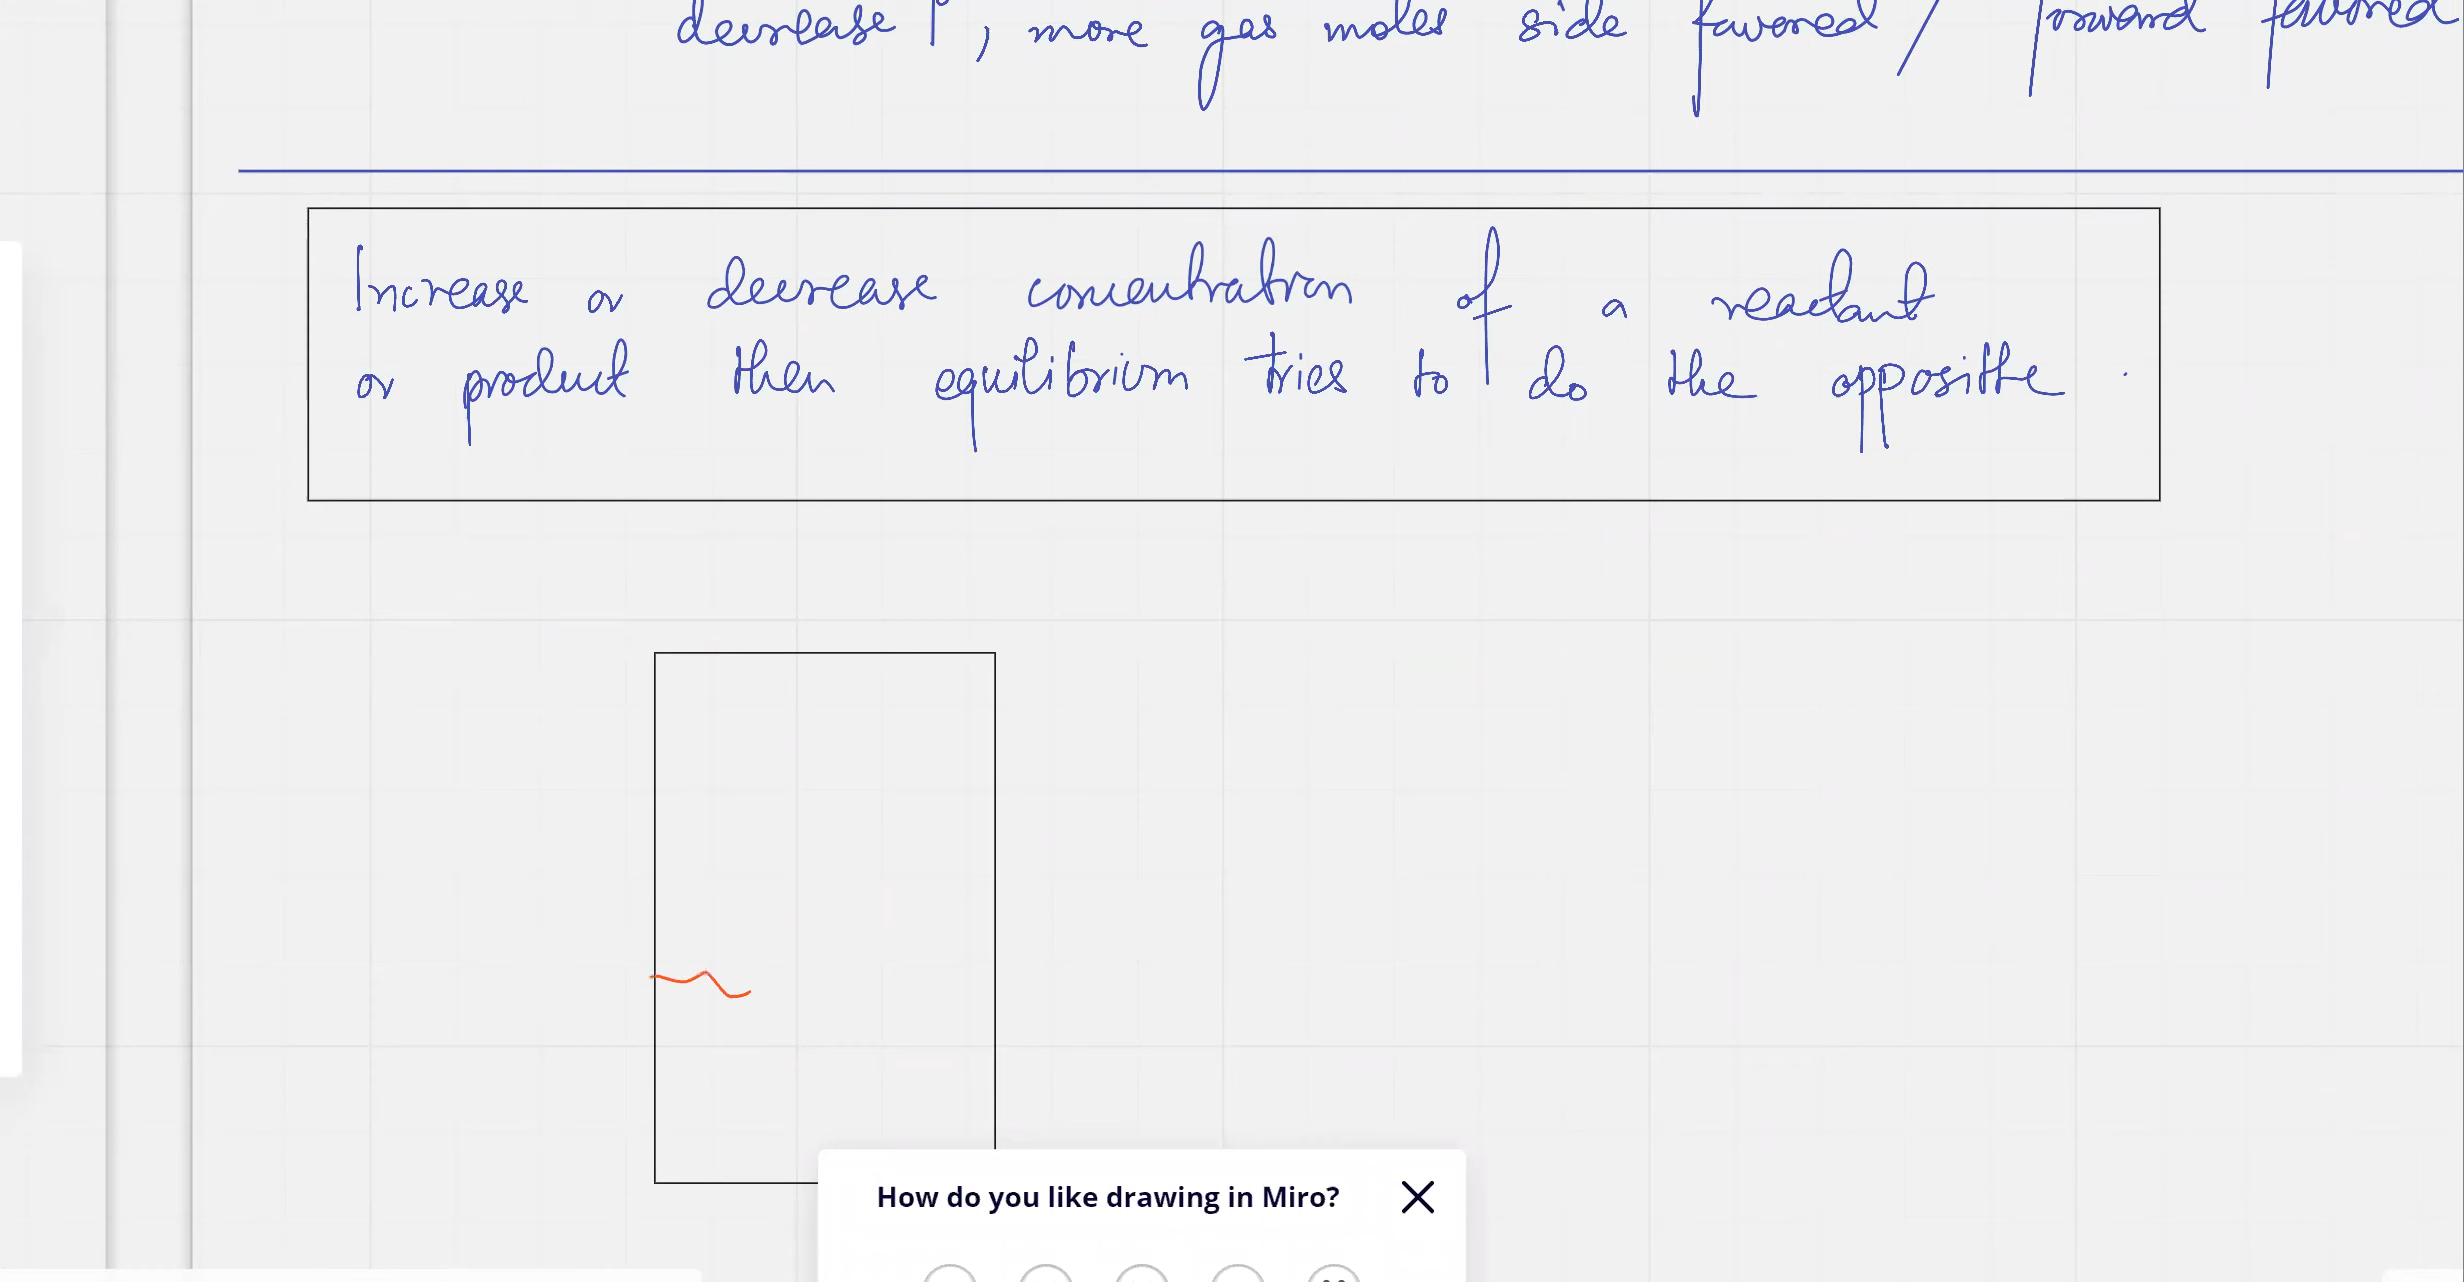 decrease P, more gas moles side favored / forward favored
Increase or decrease concentration of a reactant
or product then equilibrium tries to do the oppositte.
How do you like drawing in Miro?